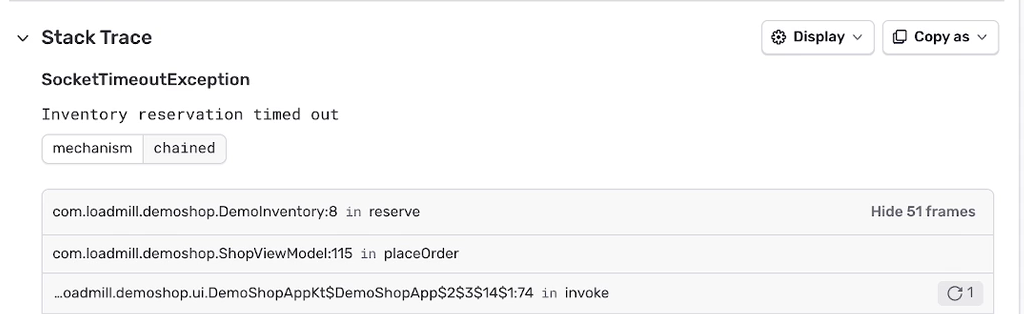 Stack Trace
Display
Copy as
SocketTimeoutException
Inventory reservation timed out
mechanism chained
com.loadmill.demoshop.DemoInventory:8 in reserve
Hide 51 frames
com.loadmill.demoshop.ShopViewModel:115 in placeOrder
…oadmill.demoshop.ui.DemoShopAppKt$DemoShopApp$2$3$14$1:74 in invoke
1